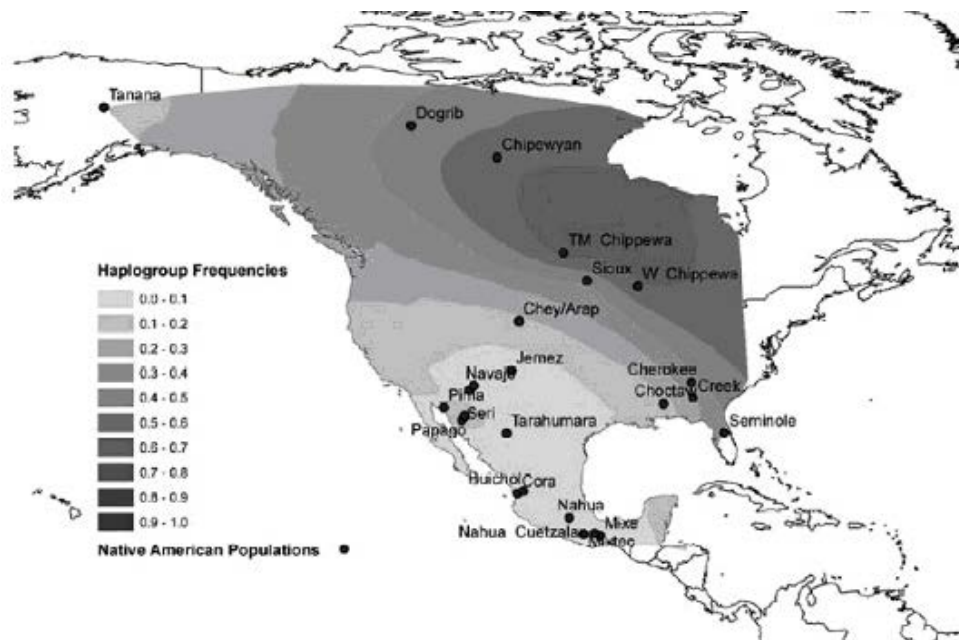 Tanana
Dogrib
Chipewyan
TM Chippewa
Sioux
W Chippewa
Haplogroup Frequencies
0.0 - 0.1
0.1 - 0.2
0.2 - 0.3
0.3 - 0.4
0.4 - 0.5
0.5 - 0.6
0.6 - 0.7
0.7 - 0.8
0.8 - 0.9
0.9 - 1.0
Native American Populations
Chey/Arap
Jemez
Navajo
Cherokee
Creek
Choctaw
Pima
Seri
Papago
Tarahumara
Seminole
Huichol
Cora
Nahua
Mixe
Nahua Cuetzala
Mixtec